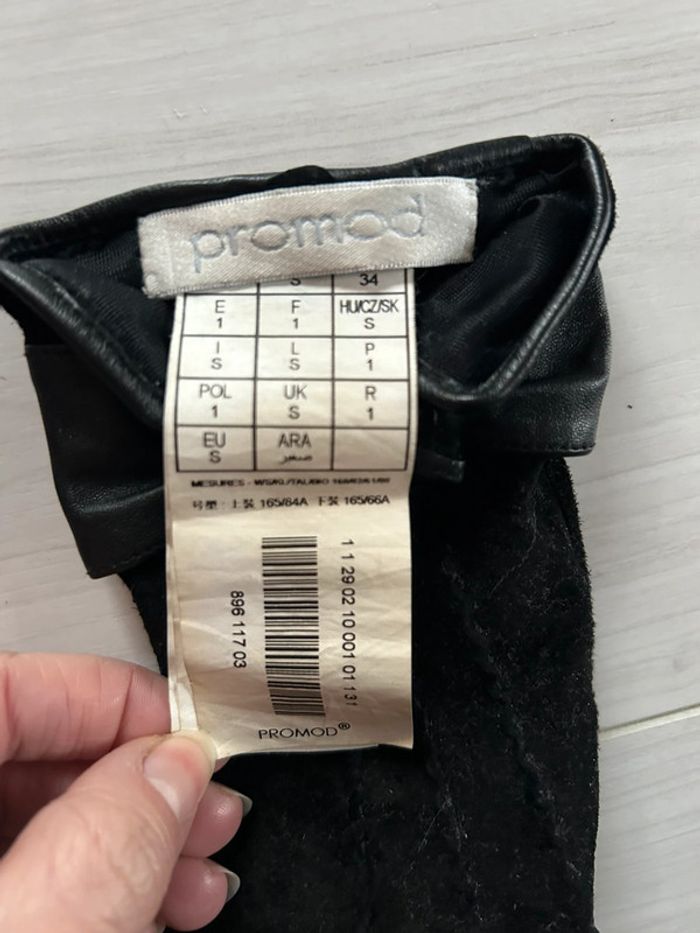 promod
S 34
E F HU/CZ/SK
1 1 S
I L P
S S 1
POL UK R
1 S 1
EU ARA
S صغير
MESURES -
号型 : 上装 165/84A 下装 165/66A
896 117 03
1 1 29 02 10 001 01 131
PROMOD®